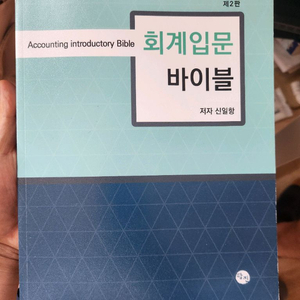 제2판
Accounting introductory Bible
회계입문
바이블
저자 신일항